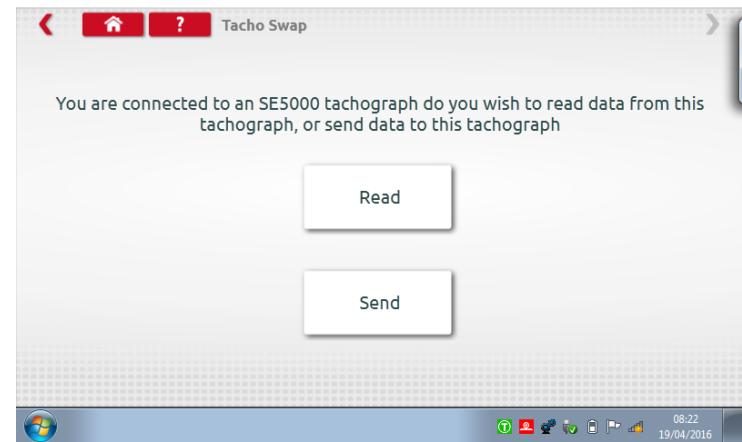 ? Tacho Swap
You are connected to an SE5000 tachograph do you wish to read data from this
tachograph, or send data to this tachograph
Read
Send
08:22
19/04/2016